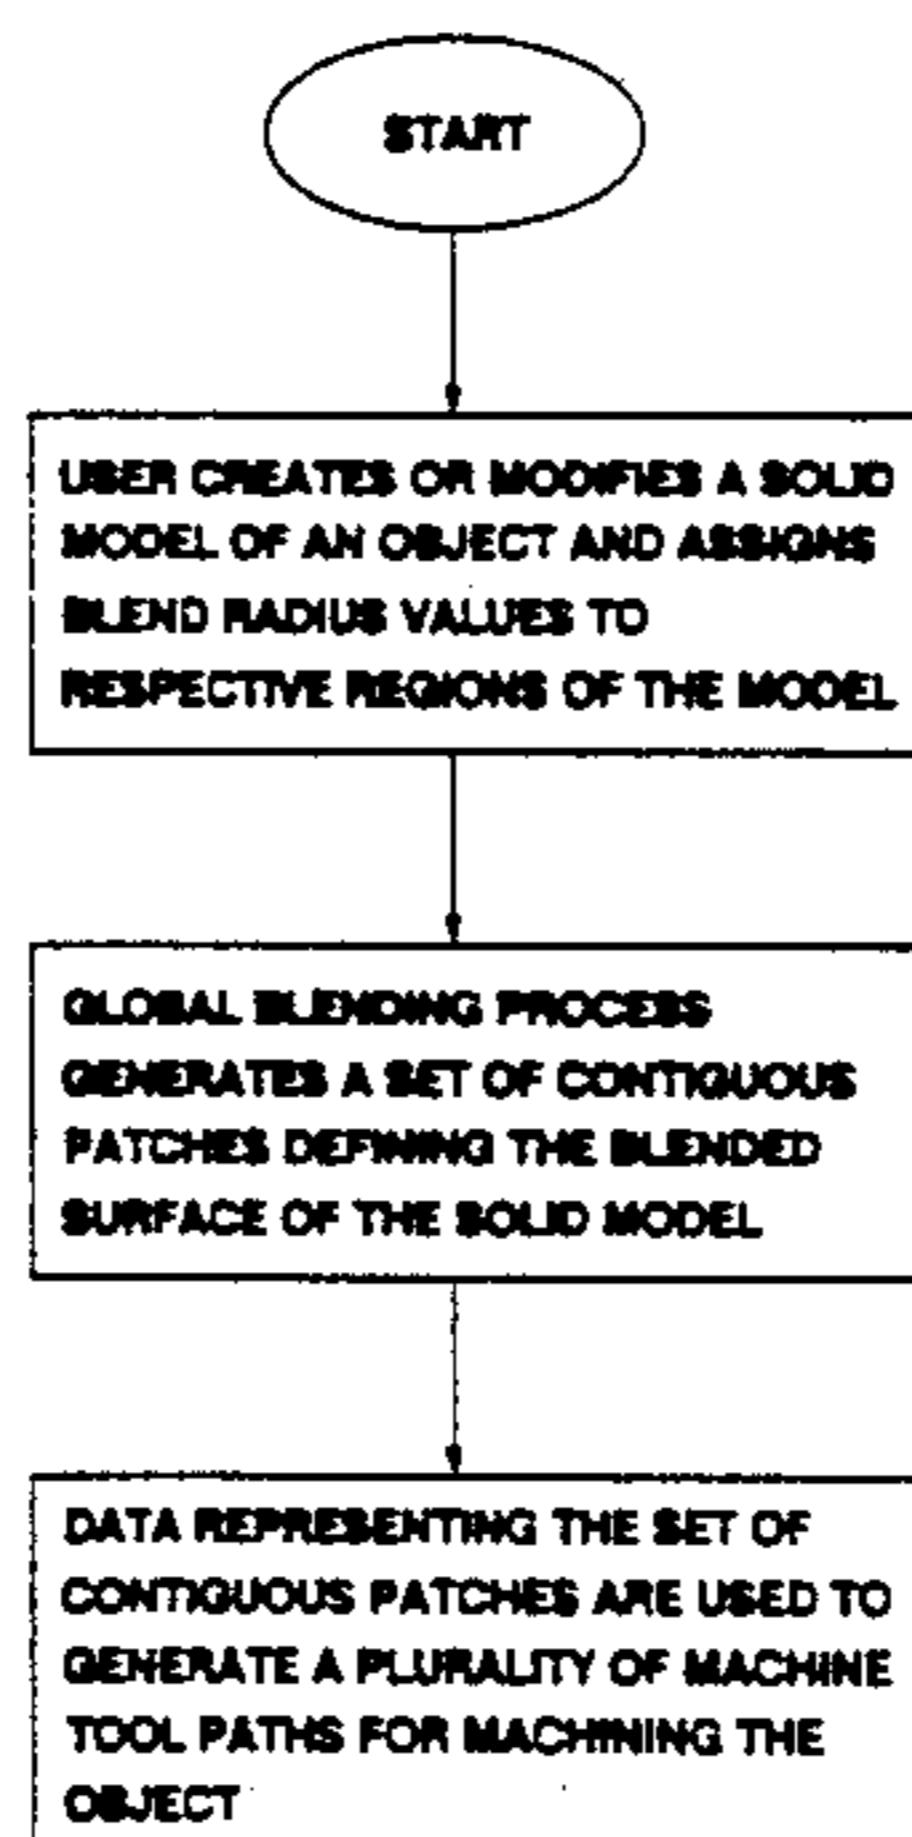 START
USER CREATES OR MODIFIES A SOLID
MODEL OF AN OBJECT AND ASSIGNS
BLEND RADIUS VALUES TO
RESPECTIVE REGIONS OF THE MODEL
GLOBAL BLENDING PROCESS
GENERATES A SET OF CONTIGUOUS
PATCHES DEFINING THE BLENDED
SURFACE OF THE SOLID MODEL
DATA REPRESENTING THE SET OF
CONTIGUOUS PATCHES ARE USED TO
GENERATE A PLURALITY OF MACHINE
TOOL PATHS FOR MACHINING THE
OBJECT